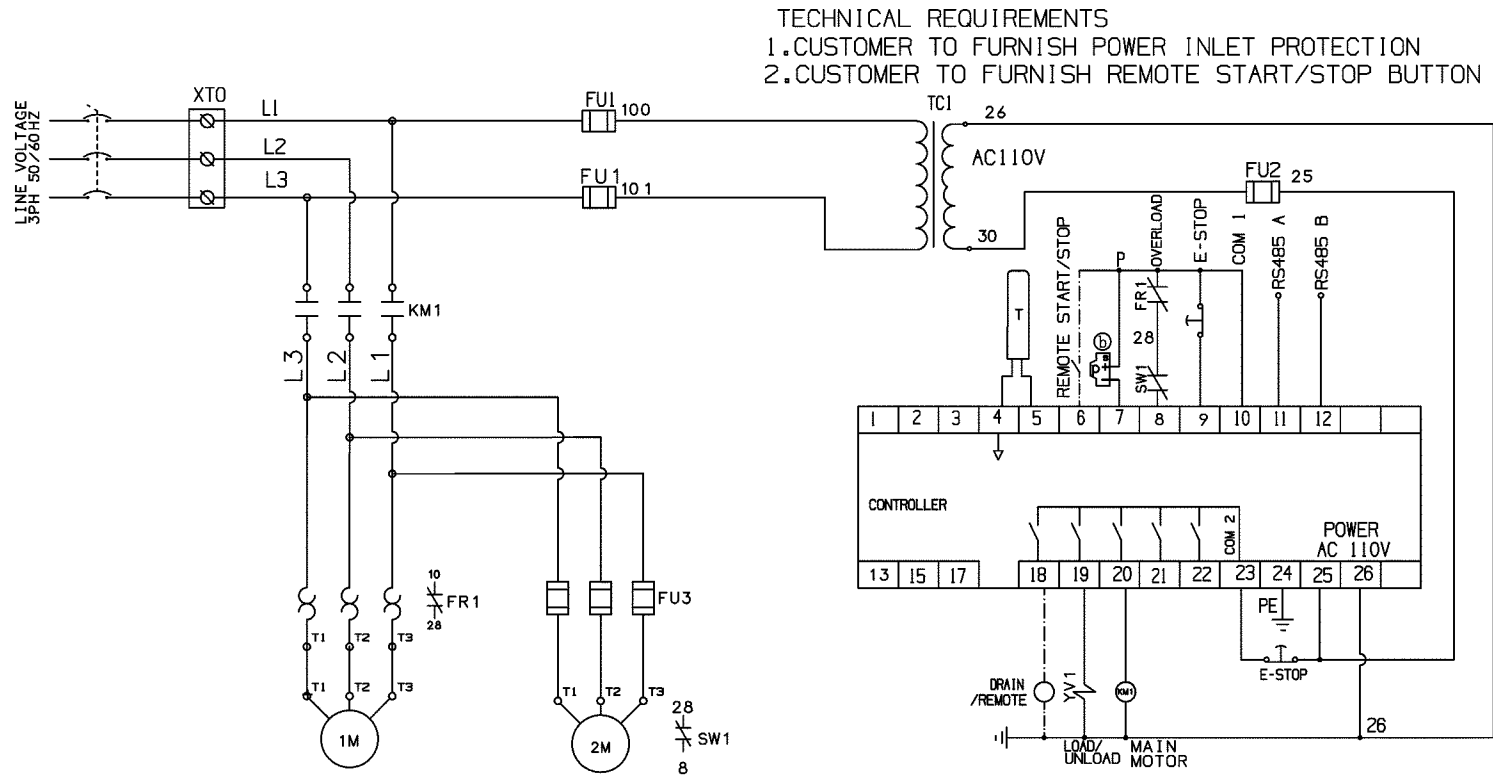 TECHNICAL REQUIREMENTS
1.CUSTOMER TO FURNISH POWER INLET PROTECTION
2.CUSTOMER TO FURNISH REMOTE START/STOP BUTTON
LINE VOLTAGE
3PH 50/60HZ
XT0
L1
L2
L3
FU1
100
FU1
101
TC1
26
AC110V
30
FU2
25
KM1
L3
L2
L1
T
REMOTE START/STOP
P
b
s
p
+
OVERLOAD
FR1
28
SW1
E-STOP
COM 1
RS485 A
RS485 B
1 2 3 4 5 6 7 8 9 10 11 12
CONTROLLER
COM 2
POWER
AC 110V
13 15 17 18 19 20 21 22 23 24 25 26
PE
E-STOP
DRAIN
/REMOTE
YV1
KM1
LOAD/
UNLOAD
MAIN
MOTOR
26
10
FR1
28
FU3
T1 T2 T3
T1 T2 T3
1M
T1 T2 T3
2M
28
SW1
8